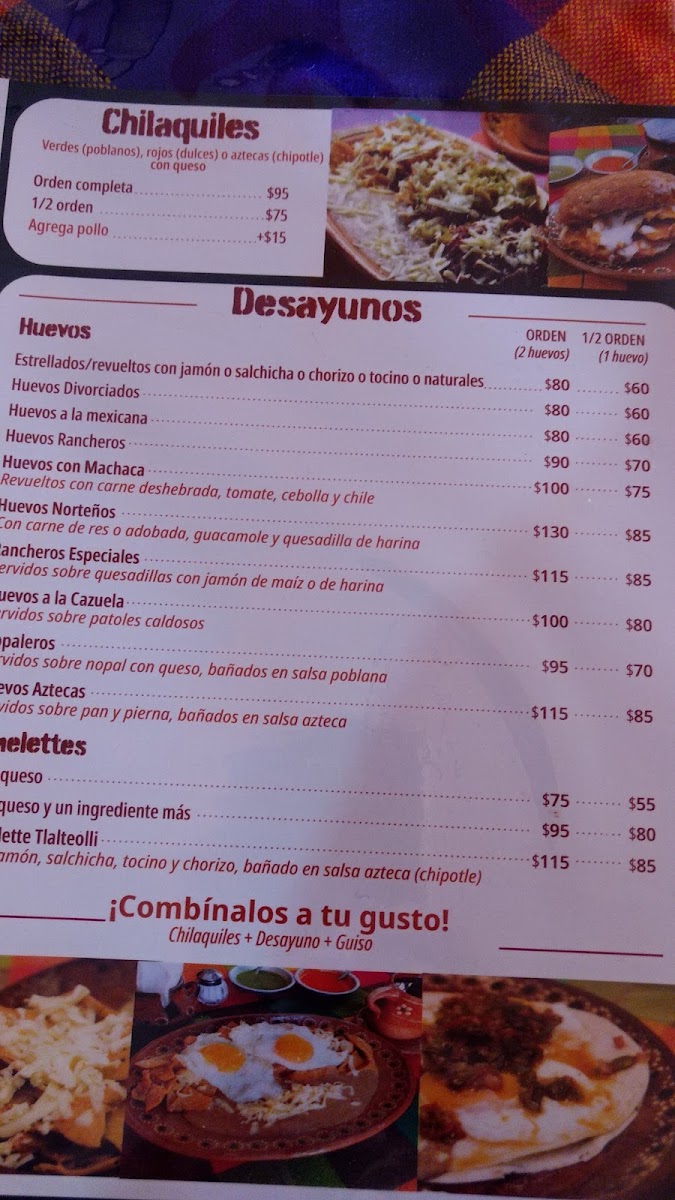 Chilaquiles
Verdes (poblanos), rojos (dulces) o aztecas (chipotle)
con queso
Orden completa $95
1/2 orden $75
Agrega pollo +$15
Desayunos
Huevos
ORDEN 1/2 ORDEN
(2 huevos) (1 huevo)
Estrellados/revueltos con jamón o salchicha o chorizo o tocino o naturales $80 $60
Huevos Divorciados $80 $60
Huevos a la mexicana $80 $60
Huevos Rancheros $90 $70
Huevos con Machaca $100 $75
Revueltos con carne deshebrada, tomate, cebolla y chile
Huevos Norteños $130 $85
Con carne de res o adobada, guacamole y quesadilla de harina
Rancheros Especiales $115 $85
ervidos sobre quesadillas con jamón de maíz o de harina
uevos a la Cazuela $100 $80
rvidos sobre patoles caldosos
opaleros $95 $70
rvidos sobre nopal con queso, bañados en salsa poblana
evos Aztecas $115 $85
vidos sobre pan y pierna, bañados en salsa azteca
nelettes
queso $75 $55
queso y un ingrediente más $95 $80
lette Tlalteolli $115 $85
amón, salchicha, tocino y chorizo, bañado en salsa azteca (chipotle)
¡Combínalos a tu gusto!
Chilaquiles + Desayuno + Guiso